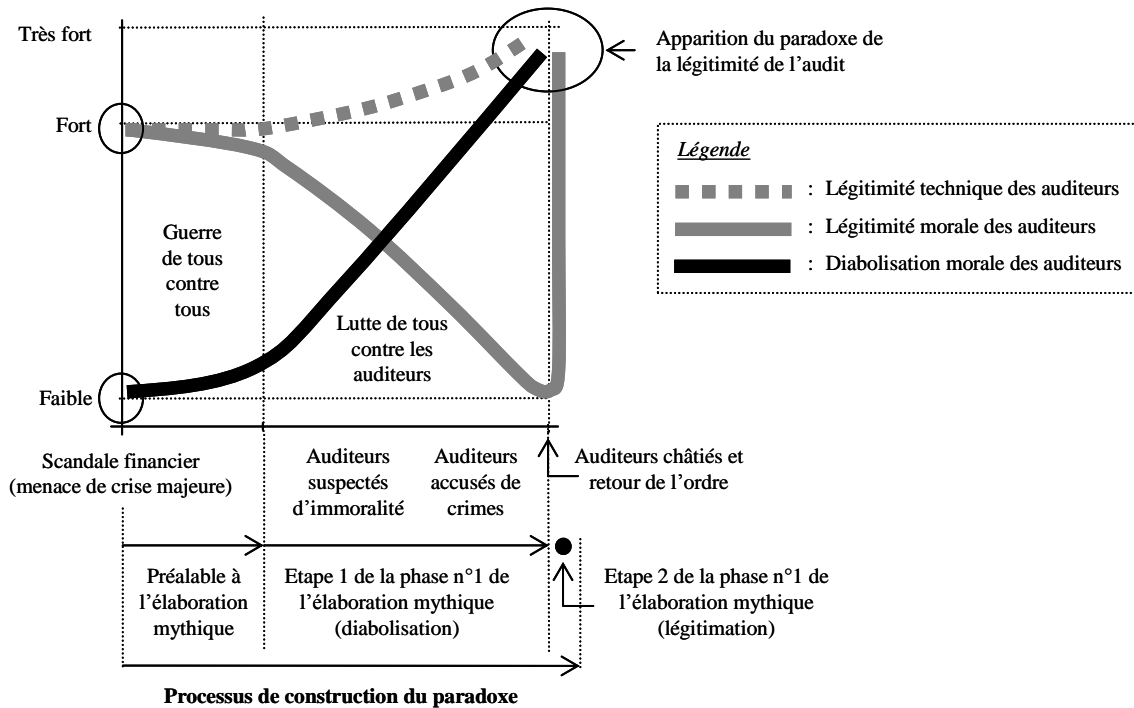 Très fort
Apparition du paradoxe de
la légitimité de l'audit
Fort
Légende
: Légitimité technique des auditeurs
: Légitimité morale des auditeurs
: Diabolisation morale des auditeurs
Guerre
de tous
contre
tous
Lutte de tous
contre les
auditeurs
Faible
Scandale financier
(menace de crise majeure)
Auditeurs
suspectés
d'immoralité
Auditeurs
accusés de
crimes
Auditeurs châtiés et
retour de l'ordre
Préalable à
l'élaboration
mythique
Etape 1 de la phase n°1 de
l'élaboration mythique
(diabolisation)
Etape 2 de la phase n°1 de
l'élaboration mythique
(légitimation)
Processus de construction du paradoxe